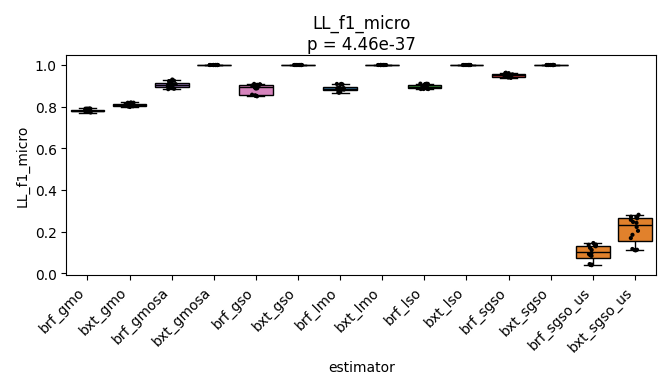 LL_f1_micro
p = 4.46e-37
LL_f1_micro
1.0
0.8
0.6
0.4
0.2
0.0
brf_gmo
bxt_gmo
brf_gmosa
bxt_gmosa
brf_gso
bxt_gso
brf_lmo
bxt_lmo
brf_lso
bxt_lso
brf_sgso
bxt_sgso
brf_sgso_us
bxt_sgso_us
estimator